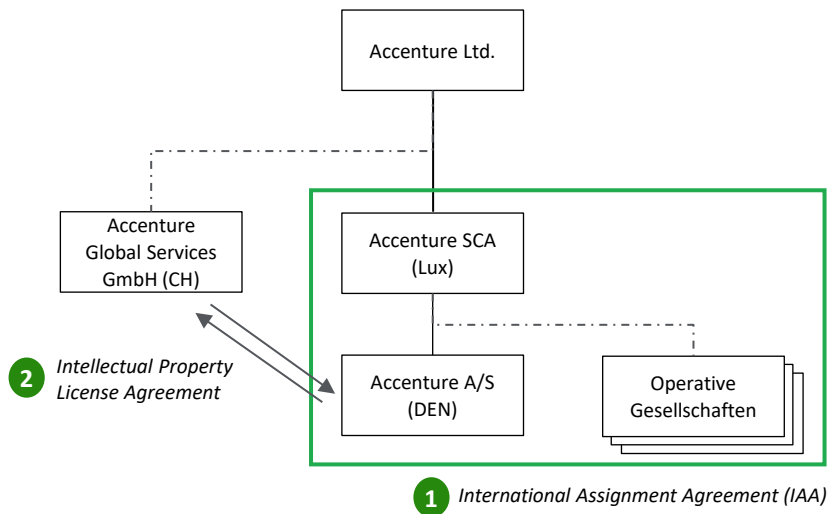 Accenture Ltd.
Accenture
Global Services
GmbH (CH)
Accenture SCA
(Lux)
2
Intellectual Property
License Agreement
Accenture A/S
(DEN)
Operative
Gesellschaften
1
International Assignment Agreement (IAA)